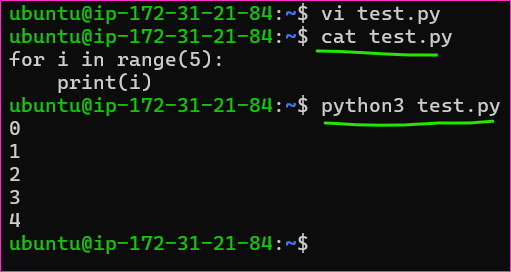 ubuntu@ip-172-31-21-84:~$ vi test.py
ubuntu@ip-172-31-21-84:~$ cat test.py
for i in range(5):
    print(i)
ubuntu@ip-172-31-21-84:~$ python3 test.py
0
1
2
3
4
ubuntu@ip-172-31-21-84:~$